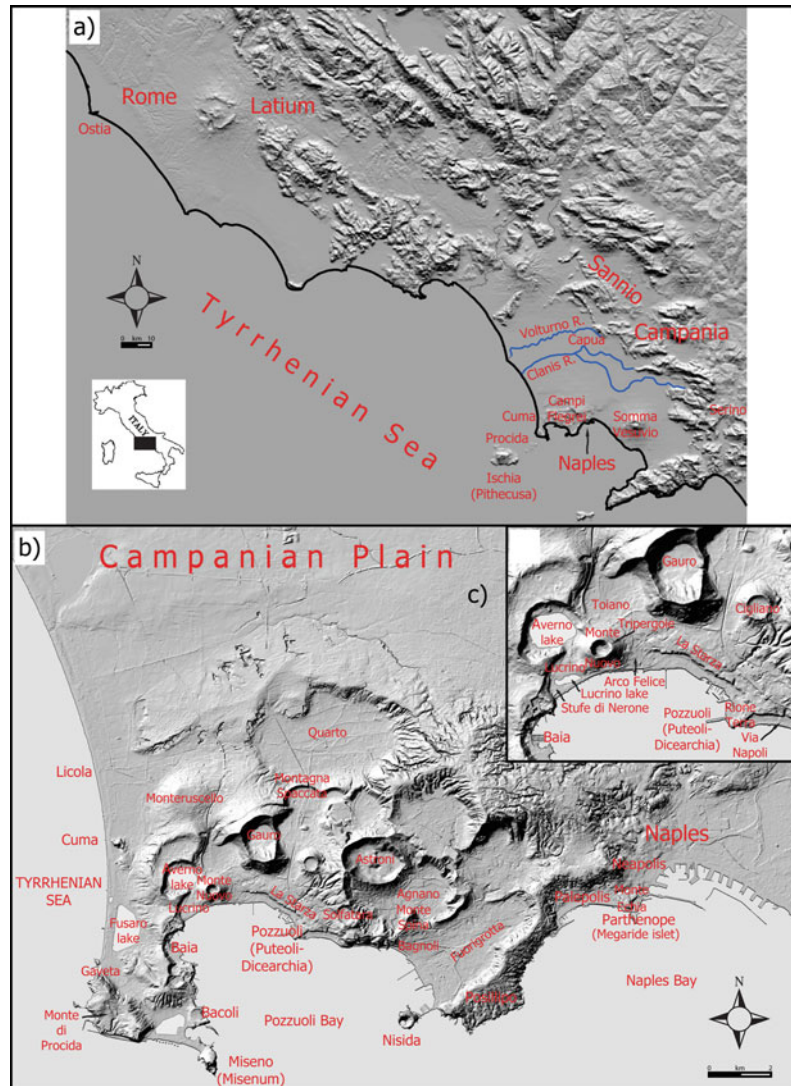 a)
Rome
Latium
Ostia
N
0 km 10
Tyrrhenian Sea
ITALY
Sannio
Volturno R.
Campania
Capua
Clanis R.
Serino
Campi
Flegrei
Cuma
Somma
Vesuvio
Procida
Naples
Ischia
(Pithecusa)
b)
Campanian Plain
c)
Gauro
Toiano
Cigliano
Averno
lake
Tripergole
Monte
Nuovo
La Starza
Lucrino
Arco Felice
Lucrino lake
Stufe di Nerone
Pozzuoli
(Puteoli-
Dicearchia)
Rione
Terra
Via
Napoli
Baia
Quarto
Licola
Montagna
Spaccata
Monteruscello
Cuma
Gauro
Naples
Astroni
Neapolis
Averno
lake
Monte
Nuovo
TYRRHENIAN
SEA
Agnano
Monte
Spina
La Starza
Solfatara
Palepolis
Monte
Echia
Lucrino
Parthenope
(Megaride islet)
Fusaro
lake
Pozzuoli
(Puteoli-
Dicearchia)
Baia
Bagnoli
Fuorigrotta
Gaveta
Posillipo
Naples Bay
Monte
di
Procida
Bacoli
Pozzuoli Bay
Nisida
N
Miseno
(Misenum)
0 km 2